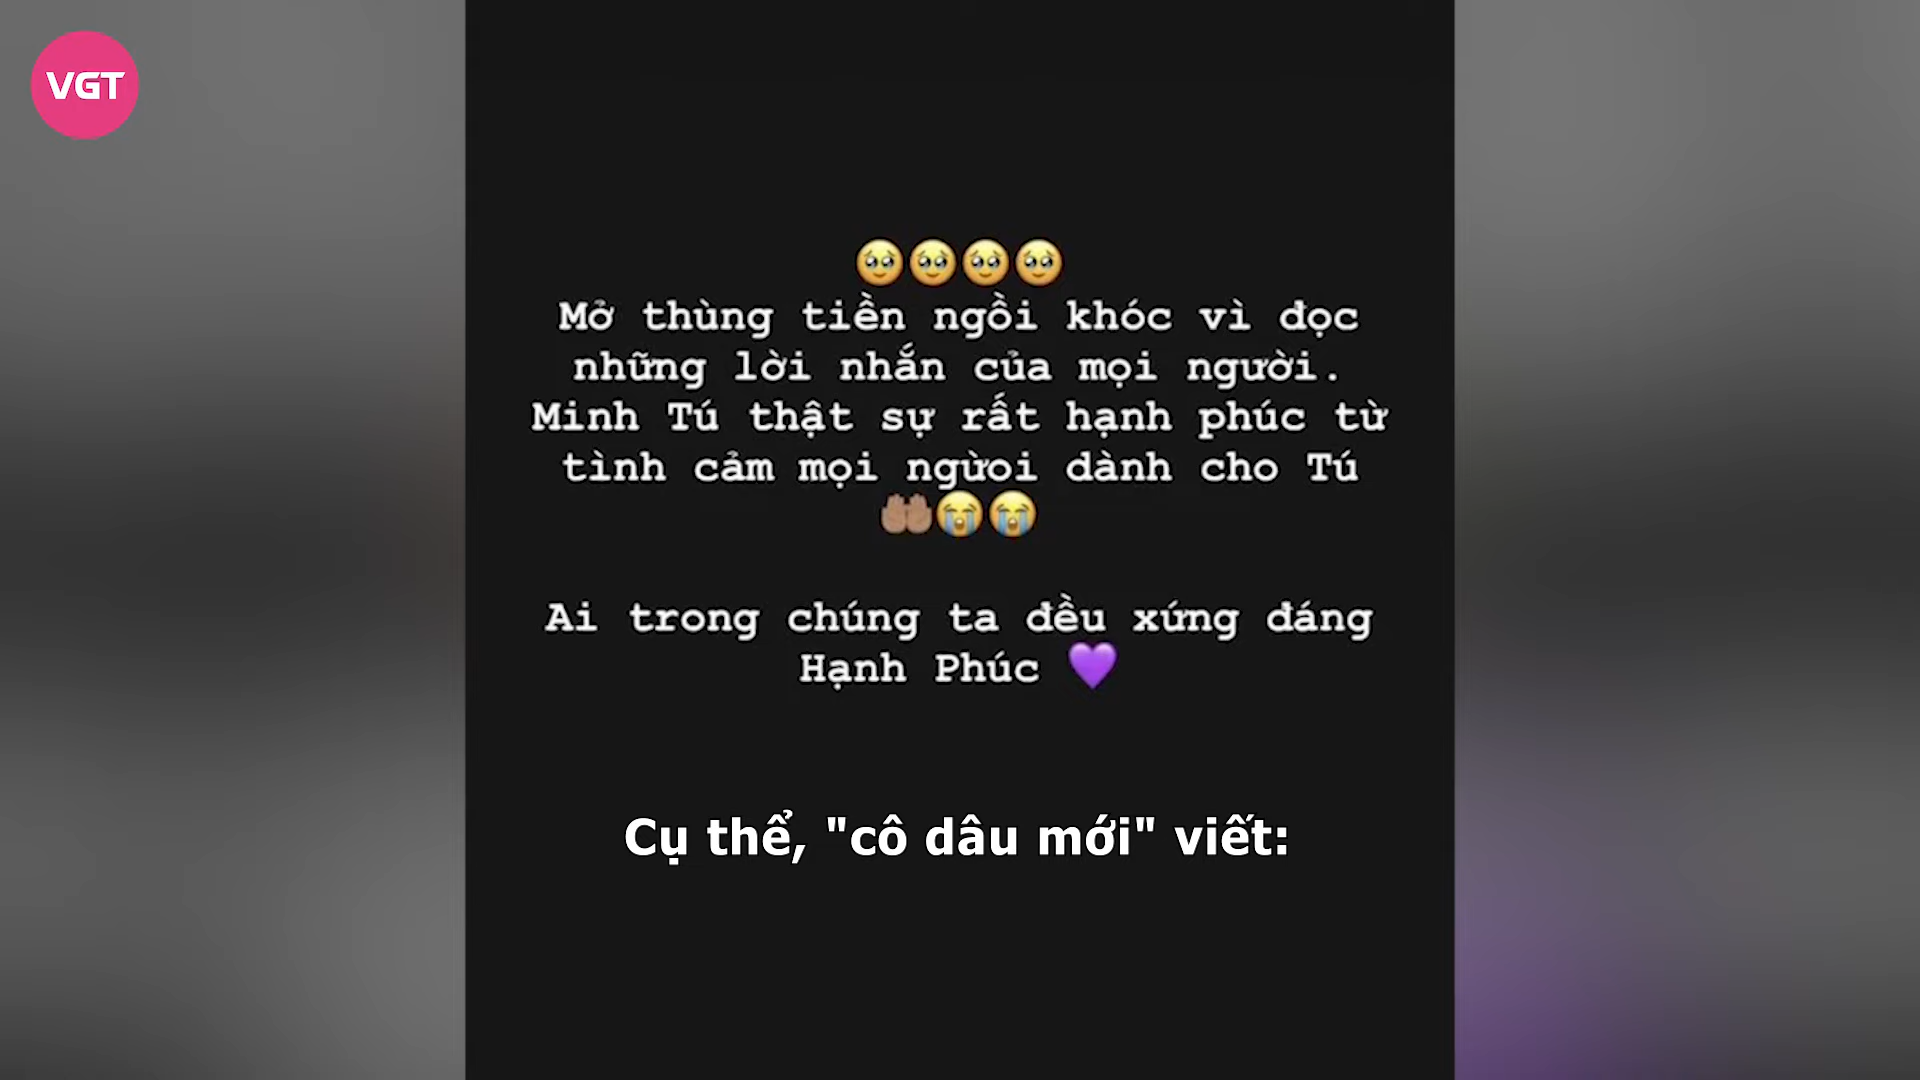 VGT
🥹🥹🥹🥹
Mở thùng tiền ngồi khóc vì đọc
những lời nhắn của mọi người.
Minh Tú thật sự rất hạnh phúc từ
tình cảm mọi ngừoi dành cho Tú
🤲🏽😭😭
Ai trong chúng ta đều xứng đáng
Hạnh Phúc 💜
Cụ thể, "cô dâu mới" viết: